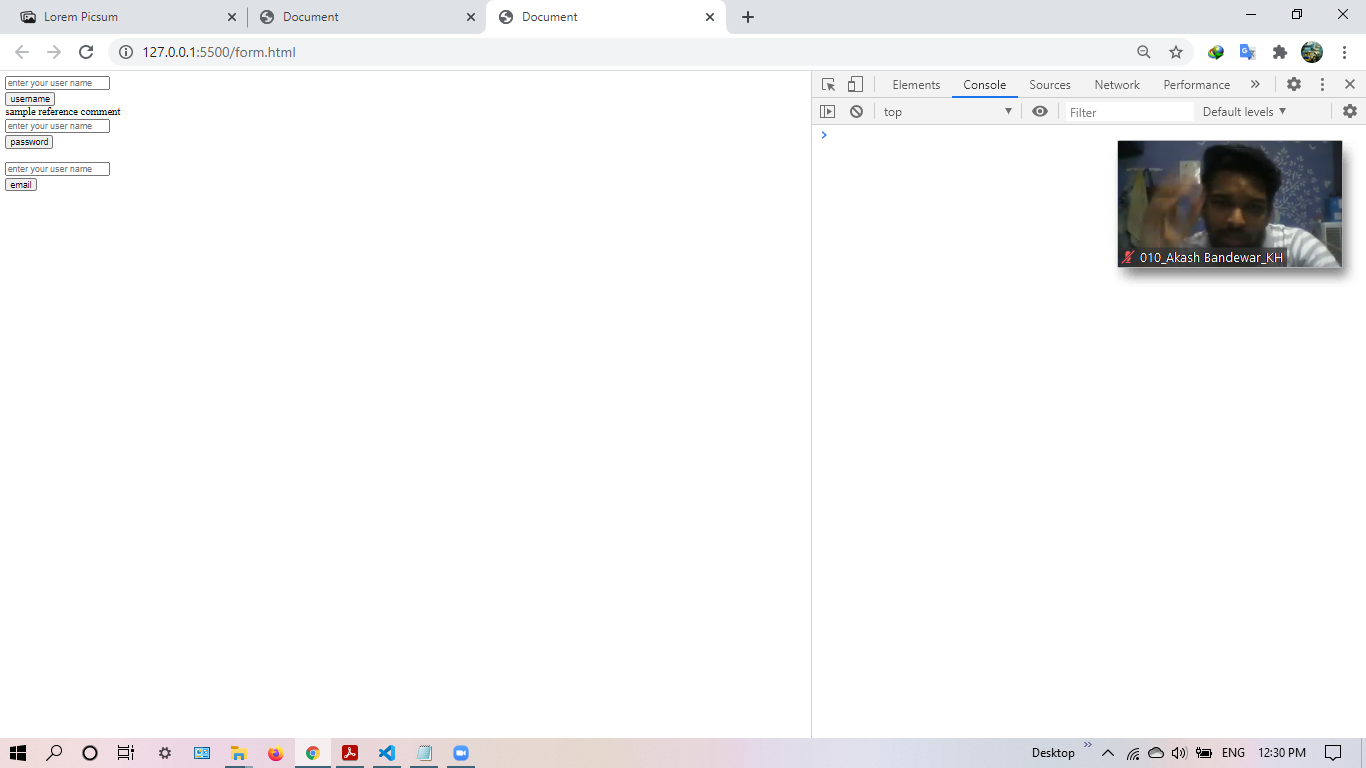 Lorem Picsum
Document
Document
127.0.0.1:5500/form.html
enter your user name
username
sample reference comment
enter your user name
password
enter your user name
email
Elements
Console
Sources
Network
Performance
top
Filter
Default levels
010_Akash Bandewar_KH
Desktop
ENG
12:30 PM